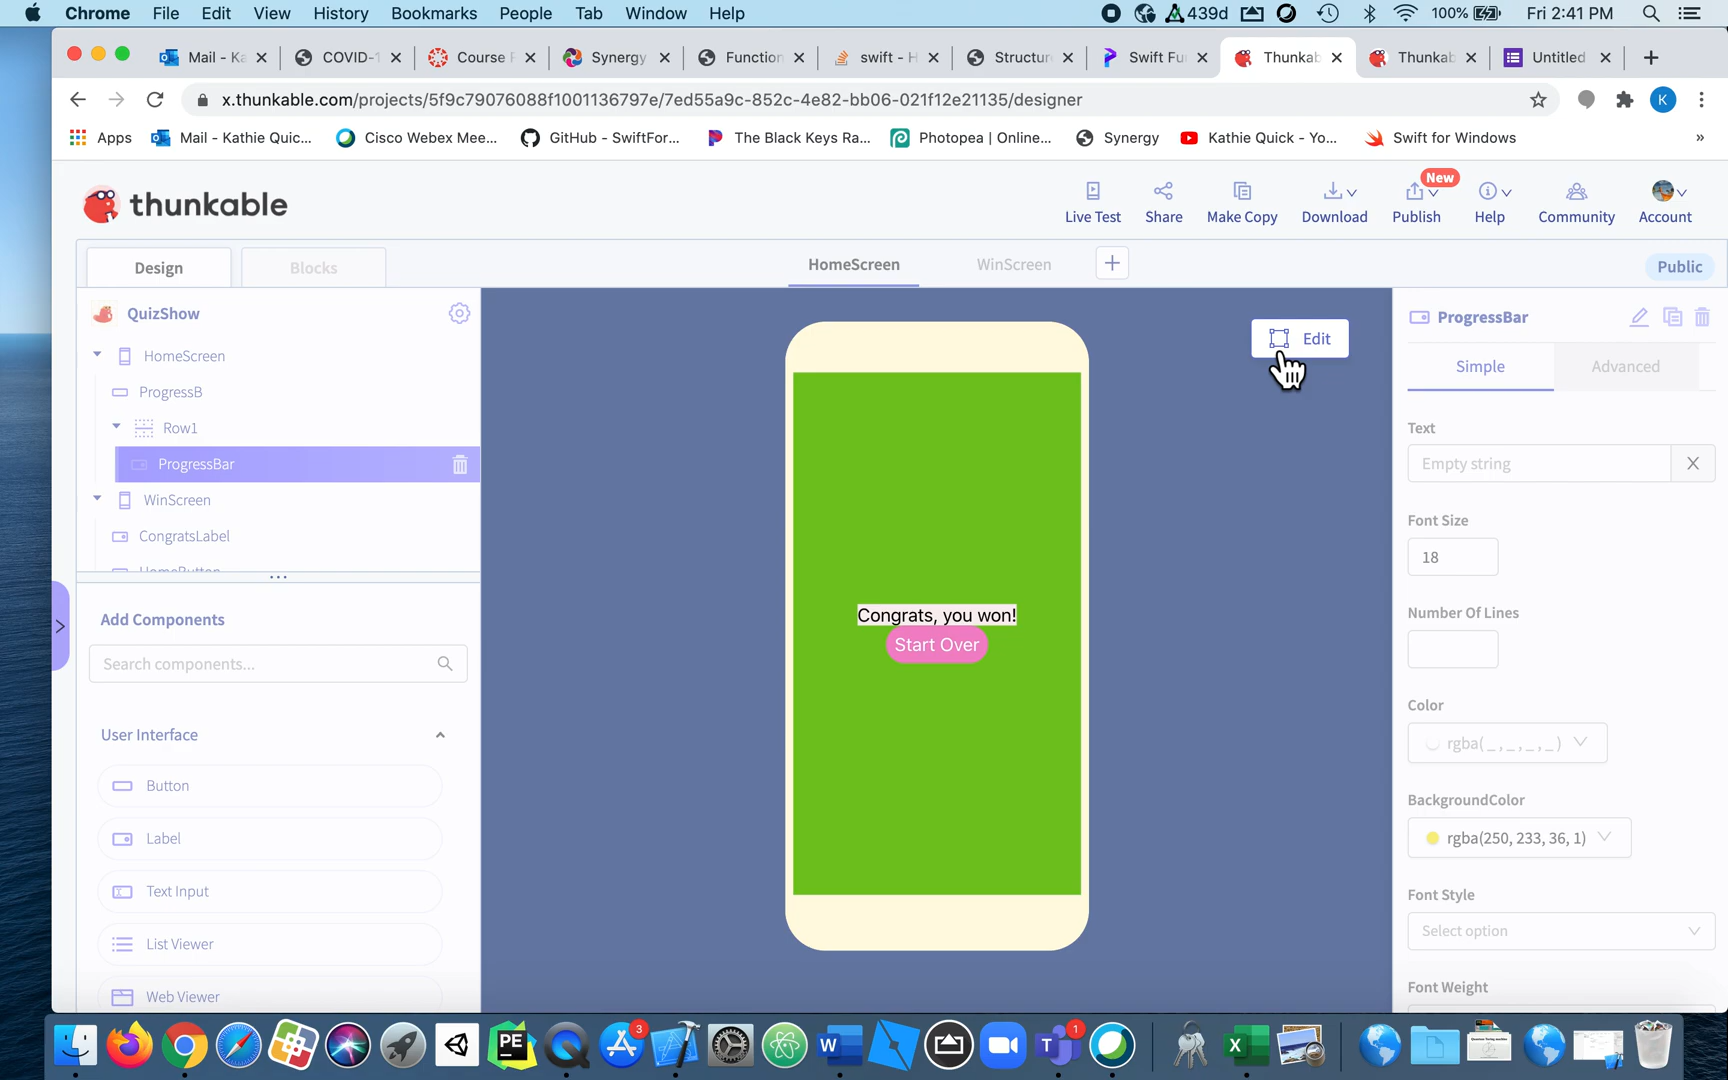 Chrome File Edit View History Bookmarks People Tab Window Help 439d 100% Fri 2:41 PM
Mail - Ka COVID-1 Course Synergy Function swift - H Structur Swift Fu Thunkab Thunkab Untitled
x.thunkable.com/projects/5f9c79076088f1001136797e/7ed55a9c-852c-4e82-bb06-021f12e21135/designer K
Apps Mail - Kathie Quic... Cisco Webex Mee... GitHub - SwiftFor... The Black Keys Ra... Photopea | Online... Synergy Kathie Quick - Yo... Swift for Windows »
thunkable
New
Live Test Share Make Copy Download Publish Help Community Account
Design Blocks HomeScreen WinScreen + Public
QuizShow
HomeScreen
ProgressB
Row1
ProgressBar
WinScreen
CongratsLabel
Add Components
Search components...
User Interface
Button
Label
Text Input
List Viewer
Web Viewer
Edit
Congrats, you won!
Start Over
ProgressBar
Simple Advanced
Text
Empty string X
Font Size
18
Number Of Lines
Color
rgba(_,_,_,_)
BackgroundColor
rgba(250, 233, 36, 1)
Font Style
Select option
Font Weight
PE 3 W T 1 X